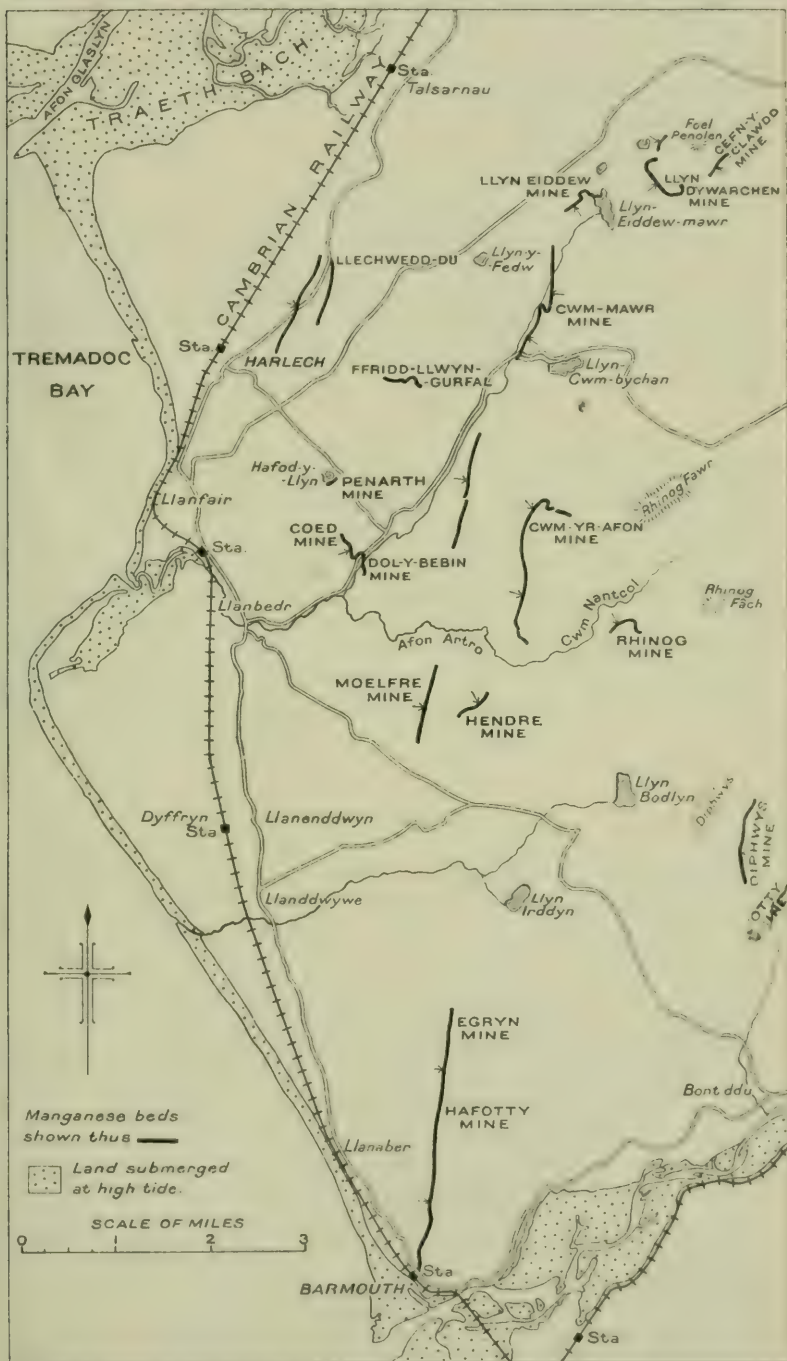 AFON GLASLYN
TRAETH BACH
CAMBRIAN RAILWAY
Sta.
Talsarnau
Foel
Penolen
CEFN-Y-
CLAWDD
MINE
LLYN
DYWARCHEN
MINE
LLYN EIDDEW
MINE
Llyn-
Eiddew-mawr
LLECHWEDD-DU
Llyn-y-
Fedw
CWM-MAWR
MINE
Sta.
HARLECH
TREMADOC
BAY
FFRIDD-LLWYN-
GURFAL
Llyn-
Cwm-bychan
Hafod-y-
-Llyn
PENARTH
MINE
Rhinog Fawr
Llanfair
COED
MINE
CWM-YR-AFON
MINE
Sta.
DOL-Y-BEBIN
MINE
Cwm Nantcol
Rhinog
Fâch
Llanbedr
Afon Artro
RHINOG
MINE
MOELFRE
MINE
HENDRE
MINE
Llyn
Bodlyn
Diphwys
DIPHWYS
MINE
Dyffryn
Sta
Llanenddwyn
Llanddwywe
Llyn
Irddyn
OTTY
EGRYN
MINE
HAFOTTY
MINE
Bont ddu
Manganese beds
shown thus
Land submerged
at high tide.
Llanaber
SCALE OF MILES
0 1 2 3
Sta
BARMOUTH
Sta